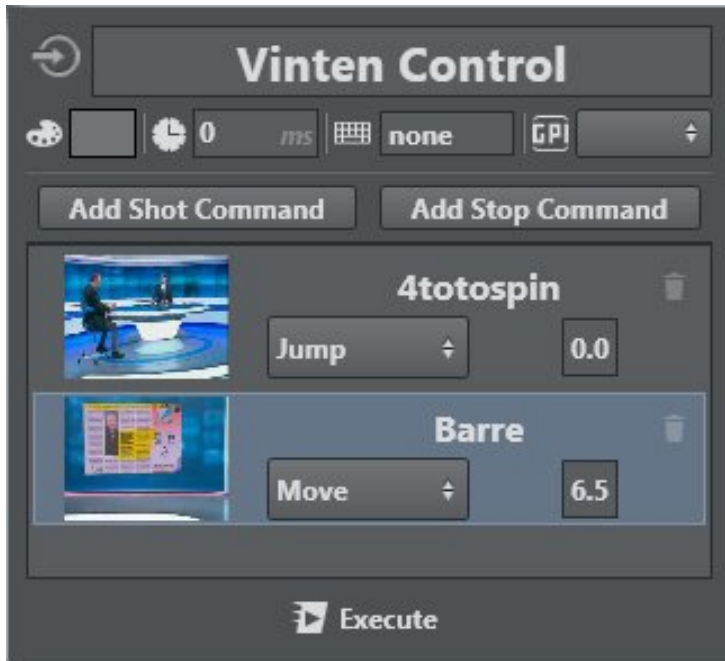 Vinten Control
0 ms none GPI
Add Shot Command Add Stop Command
4totospin
Jump 0.0
Barre
Move 6.5
Execute